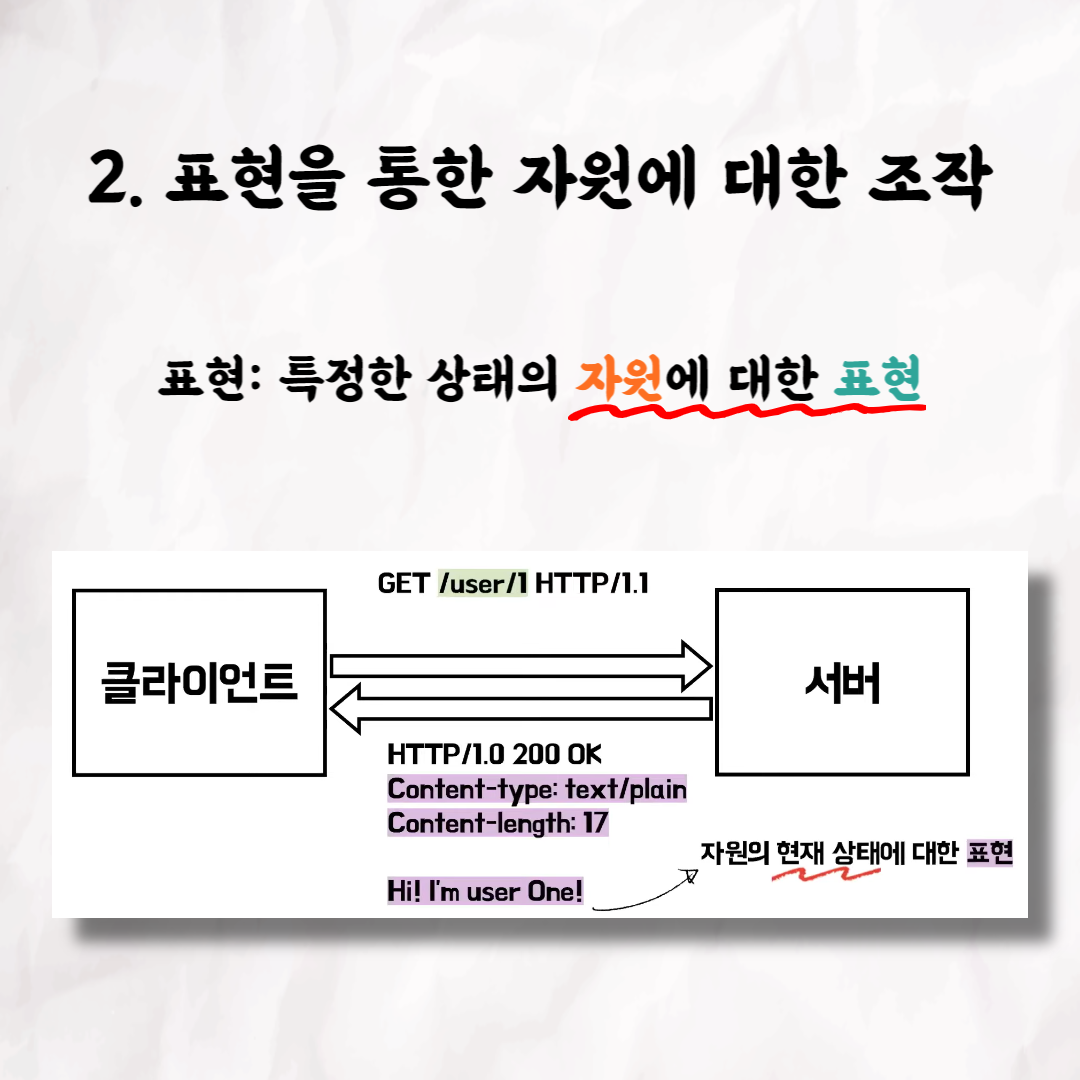 2. 표현을 통한 자원에 대한 조작
표현: 특정한 상태의 자원에 대한 표현
GET /user/1 HTTP/1.1
클라이언트
서버
HTTP/1.0 200 OK
Content-type: text/plain
Content-length: 17
자원의 현재 상태에 대한 표현
Hi! I'm user One!